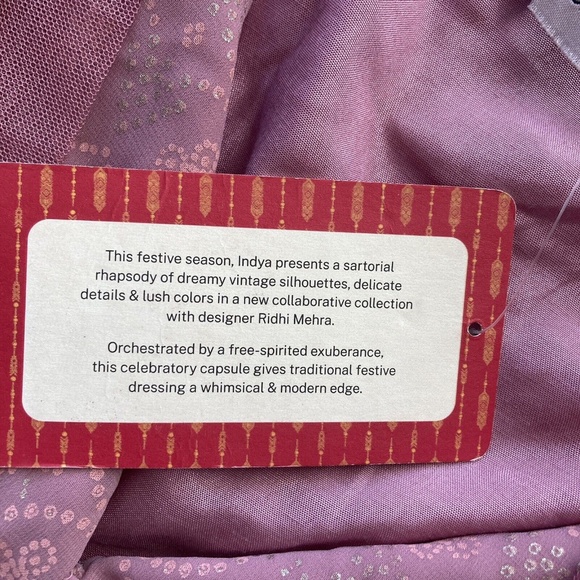 This festive season, Indya presents a sartorial
rhapsody of dreamy vintage silhouettes, delicate
details & lush colors in a new collaborative collection
with designer Ridhi Mehra.
Orchestrated by a free-spirited exuberance,
this celebratory capsule gives traditional festive
dressing a whimsical & modern edge.